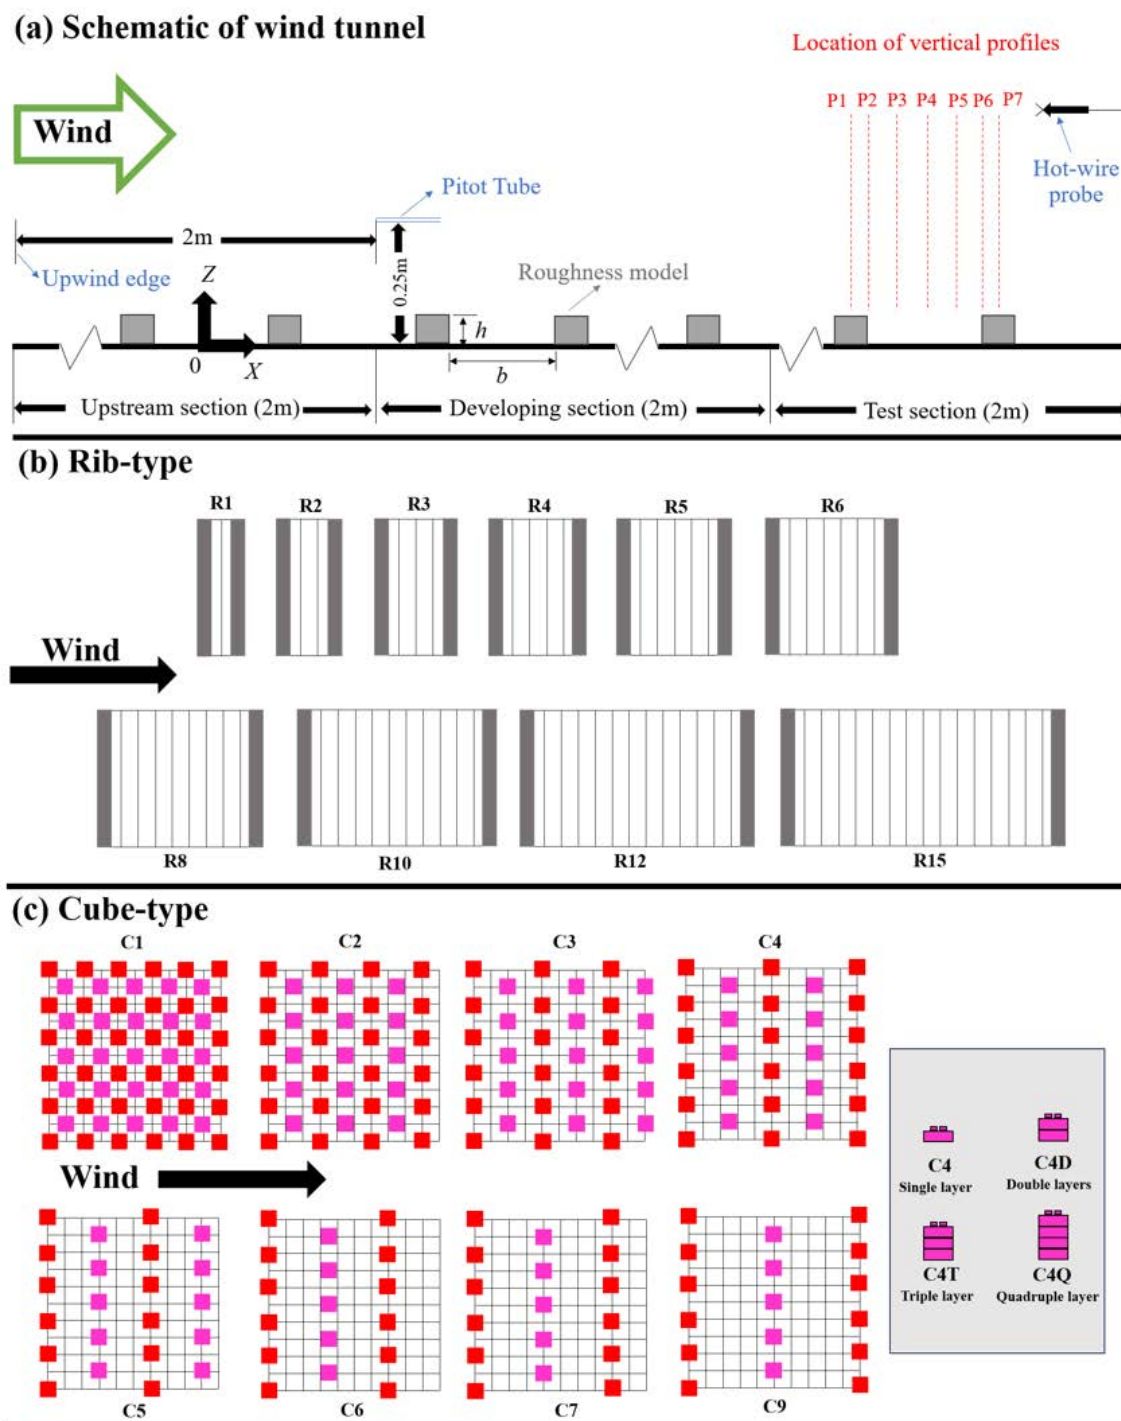 (a) Schematic of wind tunnel
Location of vertical profiles
P1 P2 P3 P4 P5 P6 P7
Wind
Hot-wire
probe
Pitot Tube
2m
0.25m
Upwind edge
Z
Roughness model
h
0
X
b
Upstream section (2m)
Developing section (2m)
Test section (2m)
(b) Rib-type
R1 R2 R3 R4 R5 R6
Wind
R8 R10 R12 R15
(c) Cube-type
C1 C2 C3 C4
Wind
C4 C4D
Single layer Double layers
C4T C4Q
Triple layer Quadruple layer
C5 C6 C7 C9